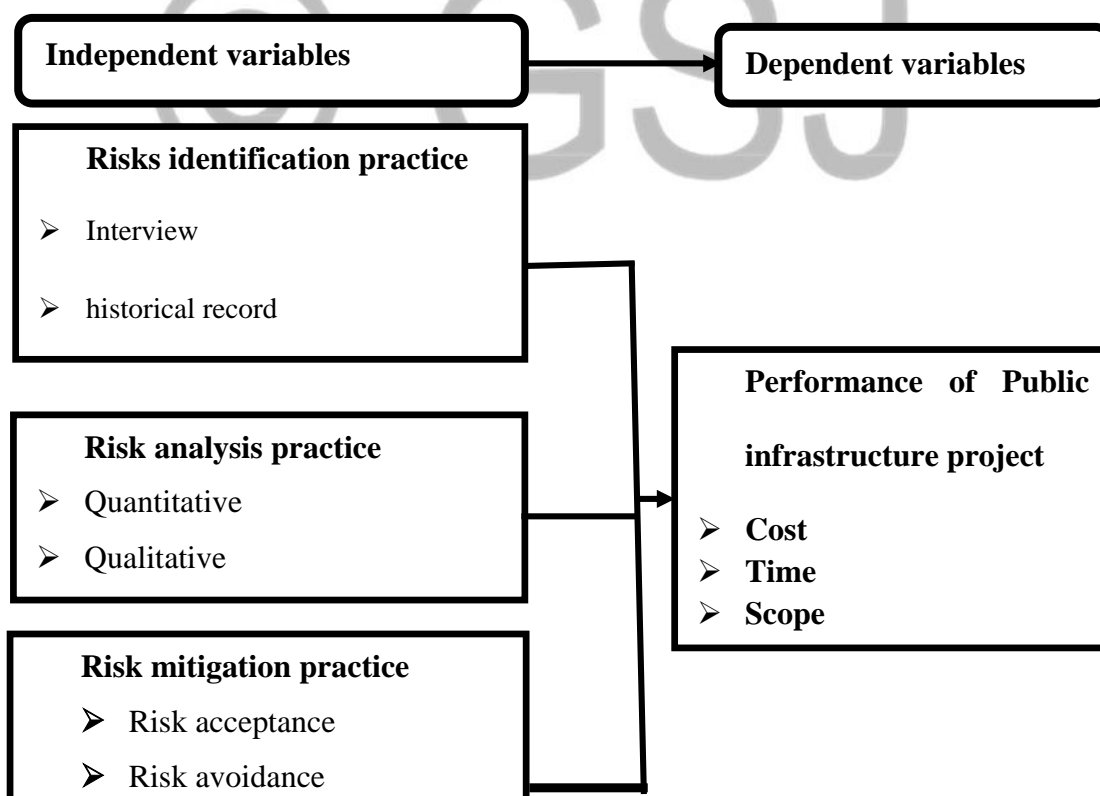 © GSJ
Independent variables
Dependent variables
Risks identification practice
➢ Interview
➢ historical record
Risk analysis practice
➢ Quantitative
➢ Qualitative
Risk mitigation practice
➢ Risk acceptance
➢ Risk avoidance
Performance of Public
infrastructure project
➢ Cost
➢ Time
➢ Scope